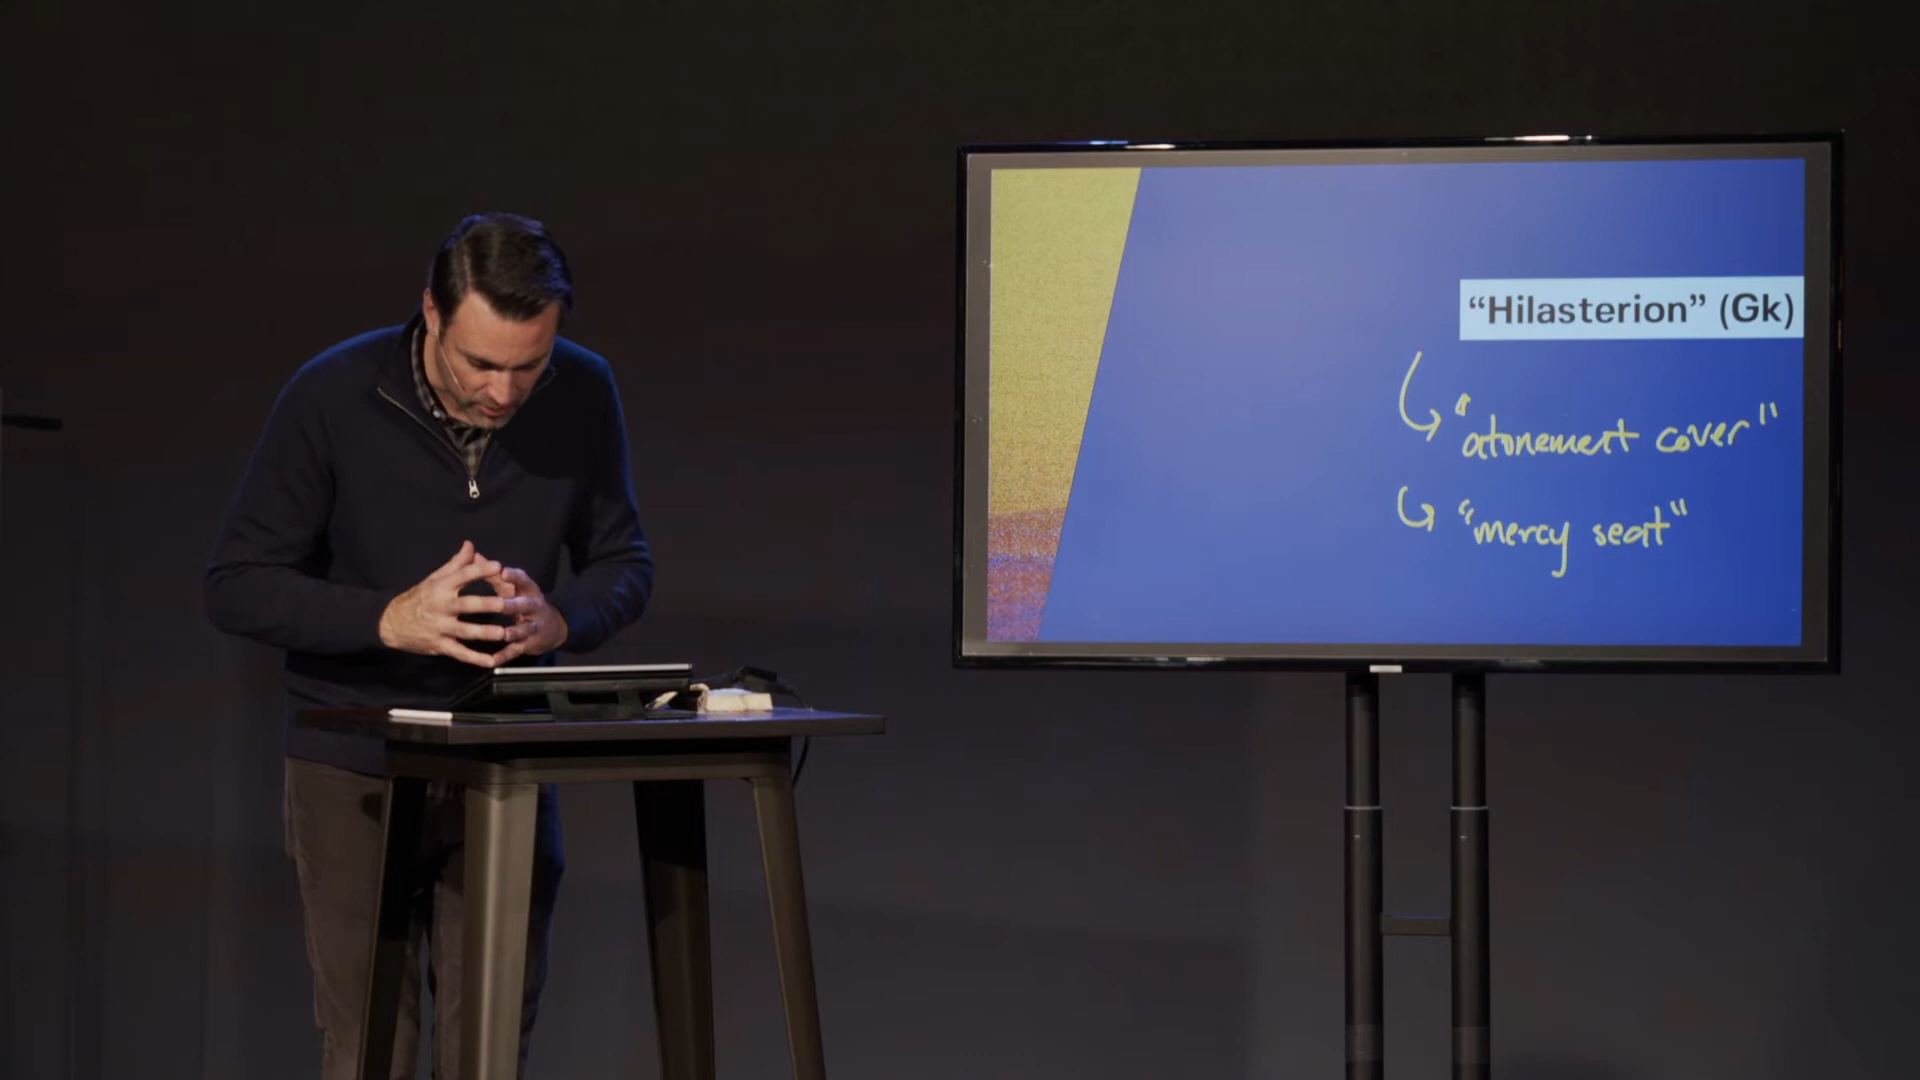 “Hilasterion” (Gk)
"atonement cover"
"mercy seat"